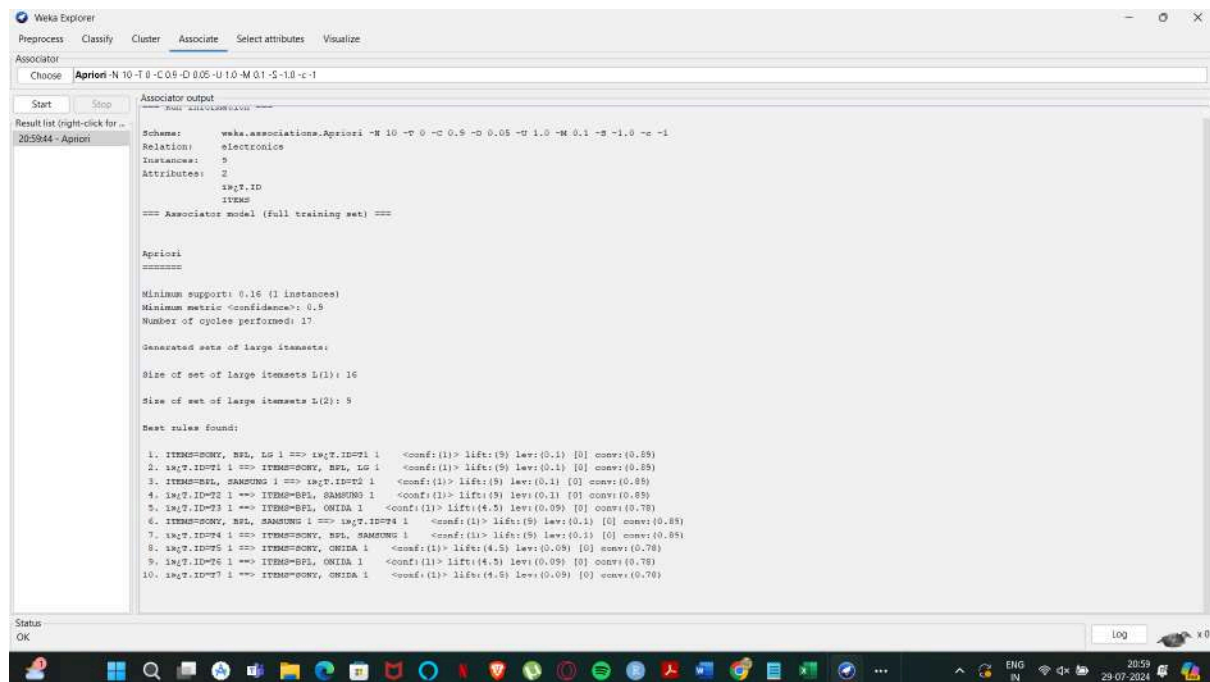 Weka Explorer
Preprocess Classify Cluster Associate Select attributes Visualize
Associator
Choose Apriori -N 10 -T 0 -C 0.9 -D 0.05 -U 1.0 -M 0.1 -S -1.0 -c -1
Start Stop
Associator output
Result list (right-click for ...
20:59:44 - Apriori
=== Run information ===
Scheme: weka.associations.Apriori -N 10 -T 0 -C 0.9 -D 0.05 -U 1.0 -M 0.1 -S -1.0 -c -1
Relation: electronics
Instances: 9
Attributes: 2
ï»¿T.ID
ITEMS
=== Associator model (full training set) ===
Apriori
=======
Minimum support: 0.16 (1 instances)
Minimum metric <confidence>: 0.9
Number of cycles performed: 17
Generated sets of large itemsets:
Size of set of large itemsets L(1): 16
Size of set of large itemsets L(2): 9
Best rules found:
1. ITEMS=SONY, BPL, LG 1 ==> ï»¿T.ID=T1 1 <conf:(1)> lift:(9) lev:(0.1) [0] conv:(0.89)
2. ï»¿T.ID=T1 1 ==> ITEMS=SONY, BPL, LG 1 <conf:(1)> lift:(9) lev:(0.1) [0] conv:(0.89)
3. ITEMS=BPL, SAMSUNG 1 ==> ï»¿T.ID=T2 1 <conf:(1)> lift:(9) lev:(0.1) [0] conv:(0.89)
4. ï»¿T.ID=T2 1 ==> ITEMS=BPL, SAMSUNG 1 <conf:(1)> lift:(9) lev:(0.1) [0] conv:(0.89)
5. ï»¿T.ID=T3 1 ==> ITEMS=BPL, ONIDA 1 <conf:(1)> lift:(4.5) lev:(0.09) [0] conv:(0.78)
6. ITEMS=SONY, BPL, SAMSUNG 1 ==> ï»¿T.ID=T4 1 <conf:(1)> lift:(9) lev:(0.1) [0] conv:(0.89)
7. ï»¿T.ID=T4 1 ==> ITEMS=SONY, BPL, SAMSUNG 1 <conf:(1)> lift:(9) lev:(0.1) [0] conv:(0.89)
8. ï»¿T.ID=T5 1 ==> ITEMS=SONY, ONIDA 1 <conf:(1)> lift:(4.5) lev:(0.09) [0] conv:(0.78)
9. ï»¿T.ID=T6 1 ==> ITEMS=BPL, ONIDA 1 <conf:(1)> lift:(4.5) lev:(0.09) [0] conv:(0.78)
10. ï»¿T.ID=T7 1 ==> ITEMS=SONY, ONIDA 1 <conf:(1)> lift:(4.5) lev:(0.09) [0] conv:(0.78)
Status
OK
Log
x 0
ENG
IN
20:59
29-07-2024